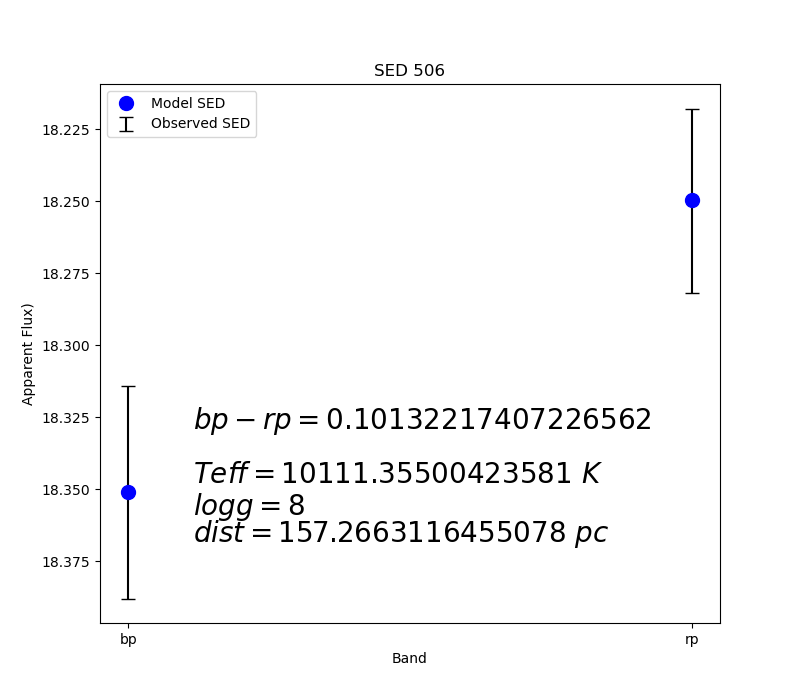 SED 506
Model SED
Observed SED
18.225
18.250
18.275
18.300
18.325
18.350
18.375
Apparent Flux)
bp − rp = 0.10132217407226562
Teff = 10111.35500423581 K
logg = 8
dist = 157.2663116455078 pc
bp
rp
Band